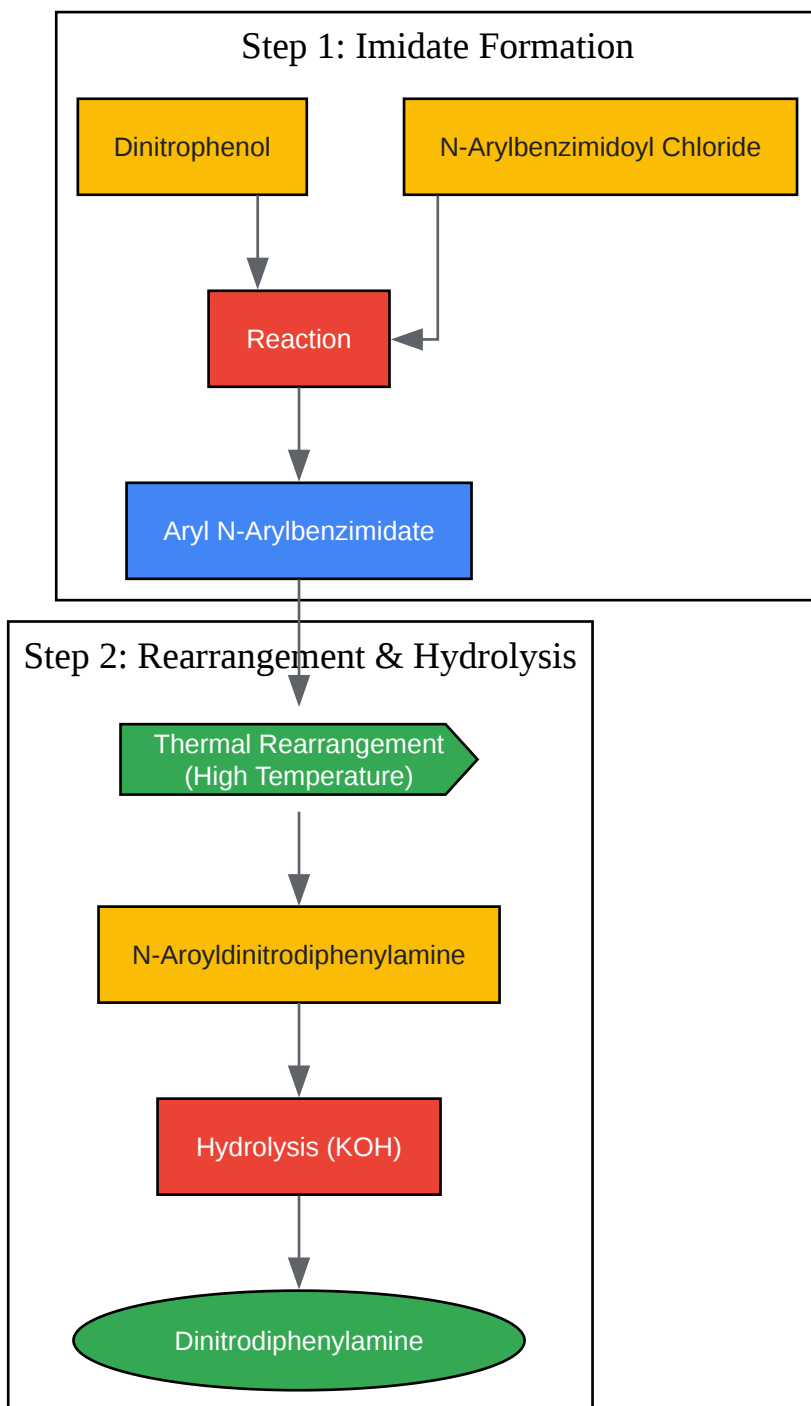 Step 1: Imidate Formation
Dinitrophenol
N-Arylbenzimidoyl Chloride
Reaction
Aryl N-Arylbenzimidate
Step 2: Rearrangement & Hydrolysis
Thermal Rearrangement
(High Temperature)
N-Aroyldinitrodiphenylamine
Hydrolysis (KOH)
Dinitrodiphenylamine